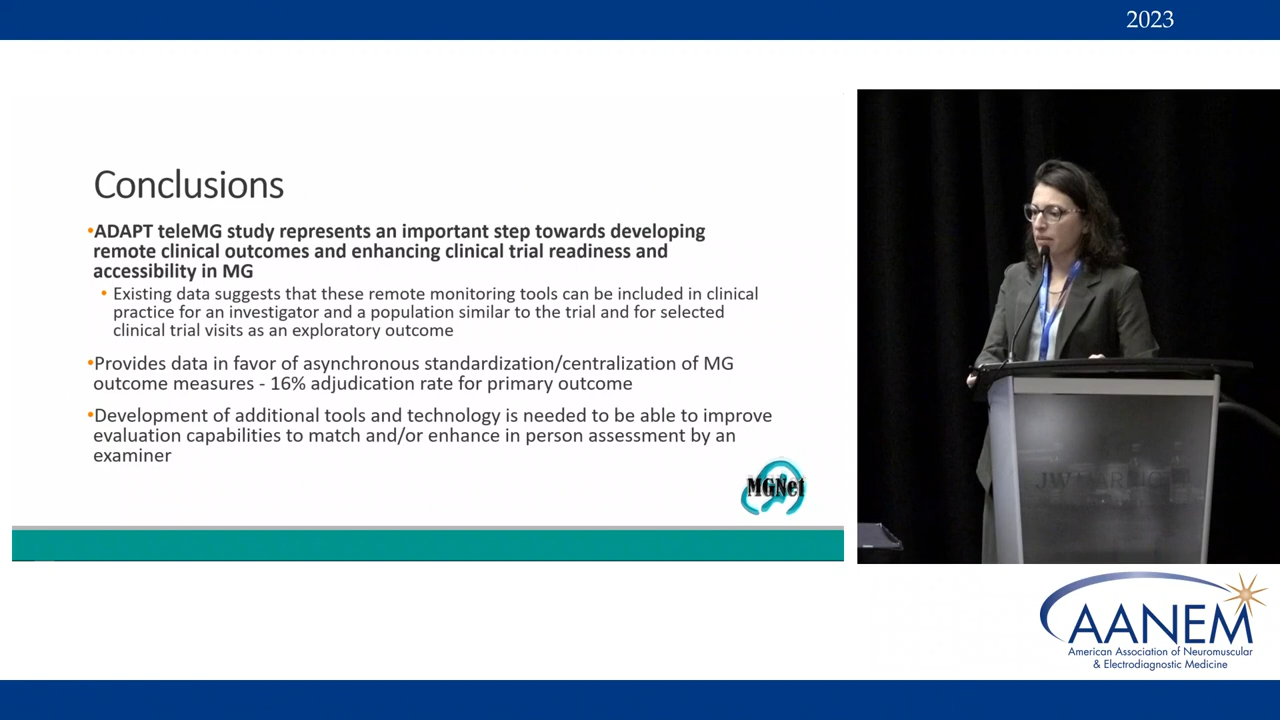 2023
Conclusions
•ADAPT teleMG study represents an important step towards developing
remote clinical outcomes and enhancing clinical trial readiness and
accessibility in MG
• Existing data suggests that these remote monitoring tools can be included in clinical
practice for an investigator and a population similar to the trial and for selected
clinical trial visits as an exploratory outcome
•Provides data in favor of asynchronous standardization/centralization of MG
outcome measures - 16% adjudication rate for primary outcome
•Development of additional tools and technology is needed to be able to improve
evaluation capabilities to match and/or enhance in person assessment by an
examiner
MGNet
JW
AANEM
American Association of Neuromuscular
& Electrodiagnostic Medicine